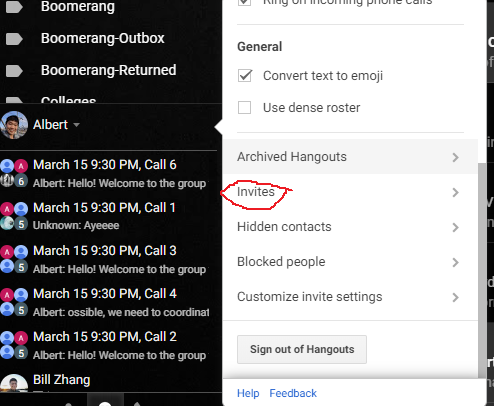 Boomerang
Boomerang-Outbox
Boomerang-Returned
Colleges
Albert
March 15 9:30 PM, Call 6
A
6
Albert: Hello! Welcome to the group
March 15 9:30 PM, Call 1
A
5
Unknown: Ayeeee
March 15 9:30 PM, Call 3
A
6
Albert: Hello! Welcome to the group
March 15 9:30 PM, Call 4
A
5
Albert: ossible, we need to coordinat
March 15 9:30 PM, Call 2
A
5
Albert: Hello! Welcome to the group
Bill Zhang
Ring on incoming phone calls
General
Convert text to emoji
Use dense roster
Archived Hangouts
Invites
Hidden contacts
Blocked people
Customize invite settings
Sign out of Hangouts
Help Feedback